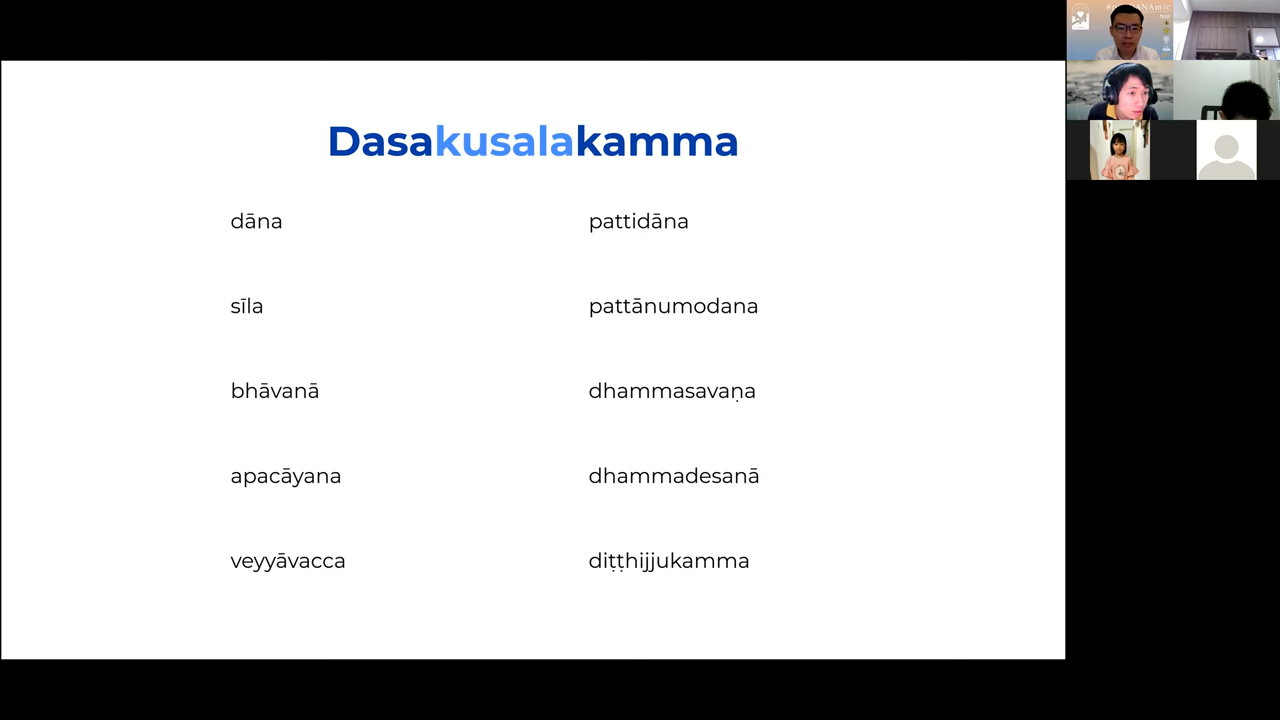 Dasakusalakamma
dāna
sīla
bhāvanā
apacāyana
veyyāvacca
pattidāna
pattānumodana
dhammasavaṇa
dhammadesanā
diṭṭhijjukamma